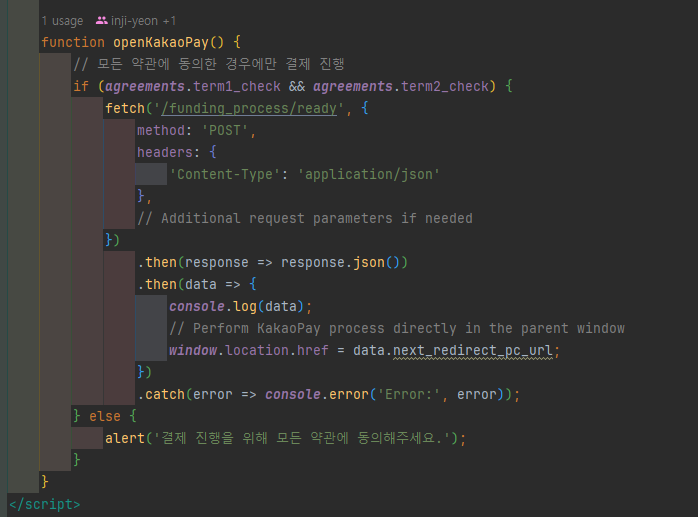 1 usage inji-yeon +1
function openKakaoPay() {
// 모든 약관에 동의한 경우에만 결제 진행
if (agreements.term1_check && agreements.term2_check) {
fetch('/funding_process/ready', {
method: 'POST',
headers: {
'Content-Type': 'application/json'
},
// Additional request parameters if needed
})
.then(response => response.json())
.then(data => {
console.log(data);
// Perform KakaoPay process directly in the parent window
window.location.href = data.next_redirect_pc_url;
})
.catch(error => console.error('Error:', error));
} else {
alert('결제 진행을 위해 모든 약관에 동의해주세요.');
}
}
</script>